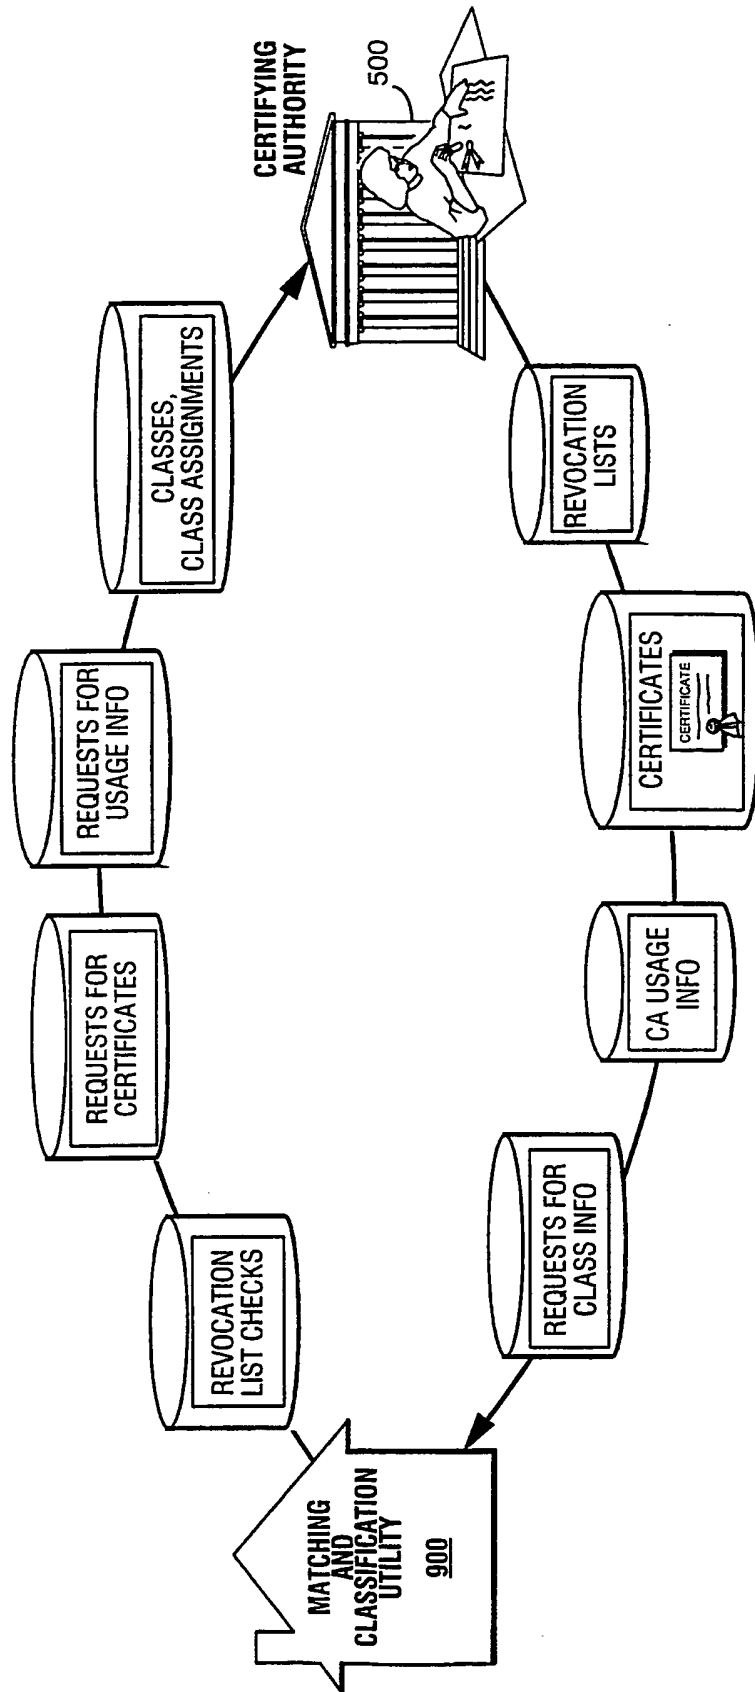 CERTIFYING
AUTHORITY
500
CLASSES,
CLASS ASSIGNMENTS
REQUESTS FOR
USAGE INFO
REQUESTS FOR
CERTIFICATES
REVOCATION
LIST CHECKS
MATCHING
AND
CLASSIFICATION
UTILITY
900
REQUESTS FOR
CLASS INFO
CA USAGE
INFO
CERTIFICATES
CERTIFICATE
REVOCATION
LISTS